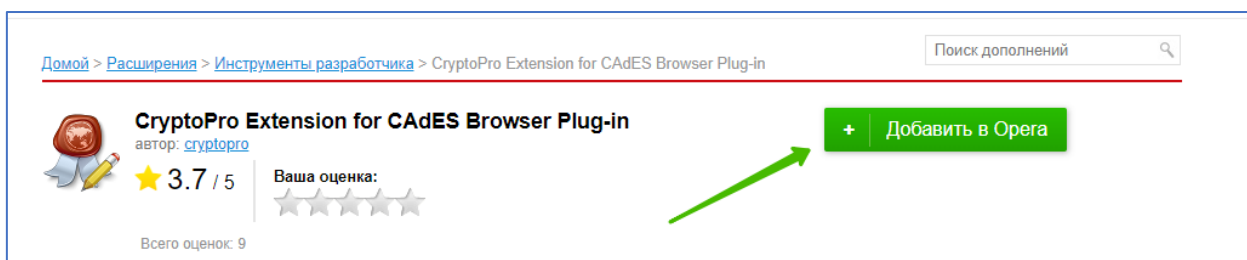 Поиск дополнений
Домой > Расширения > Инструменты разработчика > CryptoPro Extension for CAdES Browser Plug-in
CryptoPro Extension for CAdES Browser Plug-in
автор: cryptopro
3.7 / 5
Ваша оценка:
Всего оценок: 9
+ Добавить в Opera